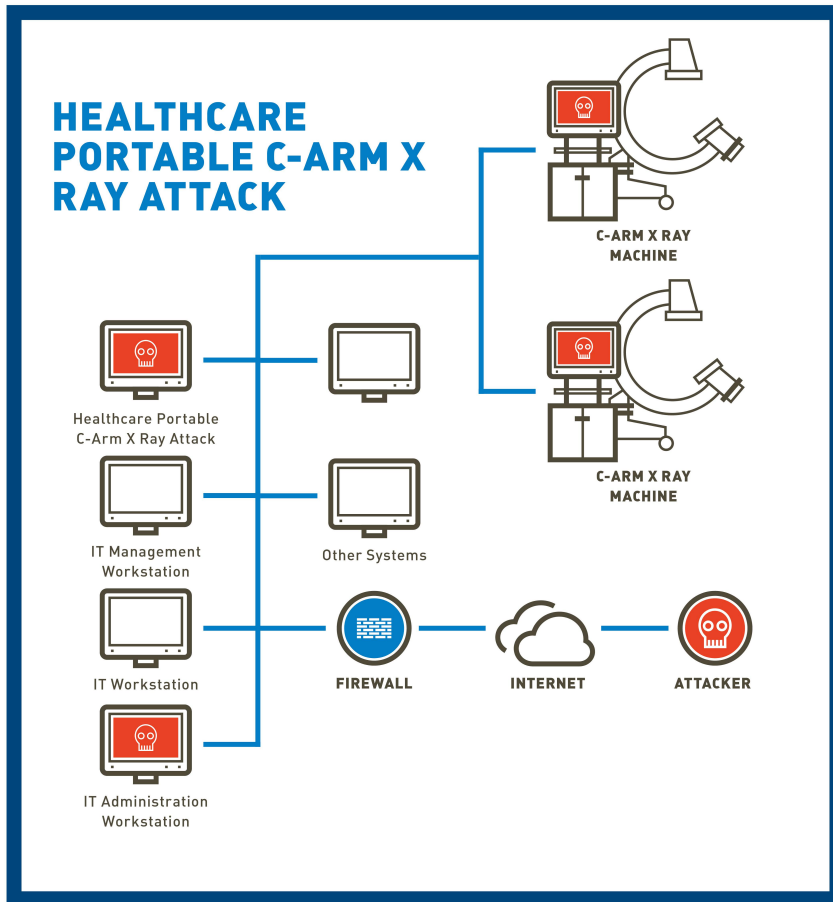 HEALTHCARE
PORTABLE C-ARM X
RAY ATTACK
C-ARM X RAY
MACHINE
C-ARM X RAY
MACHINE
Healthcare Portable
C-Arm X Ray Attack
IT Management
Workstation
Other Systems
IT Workstation
FIREWALL
INTERNET
ATTACKER
IT Administration
Workstation